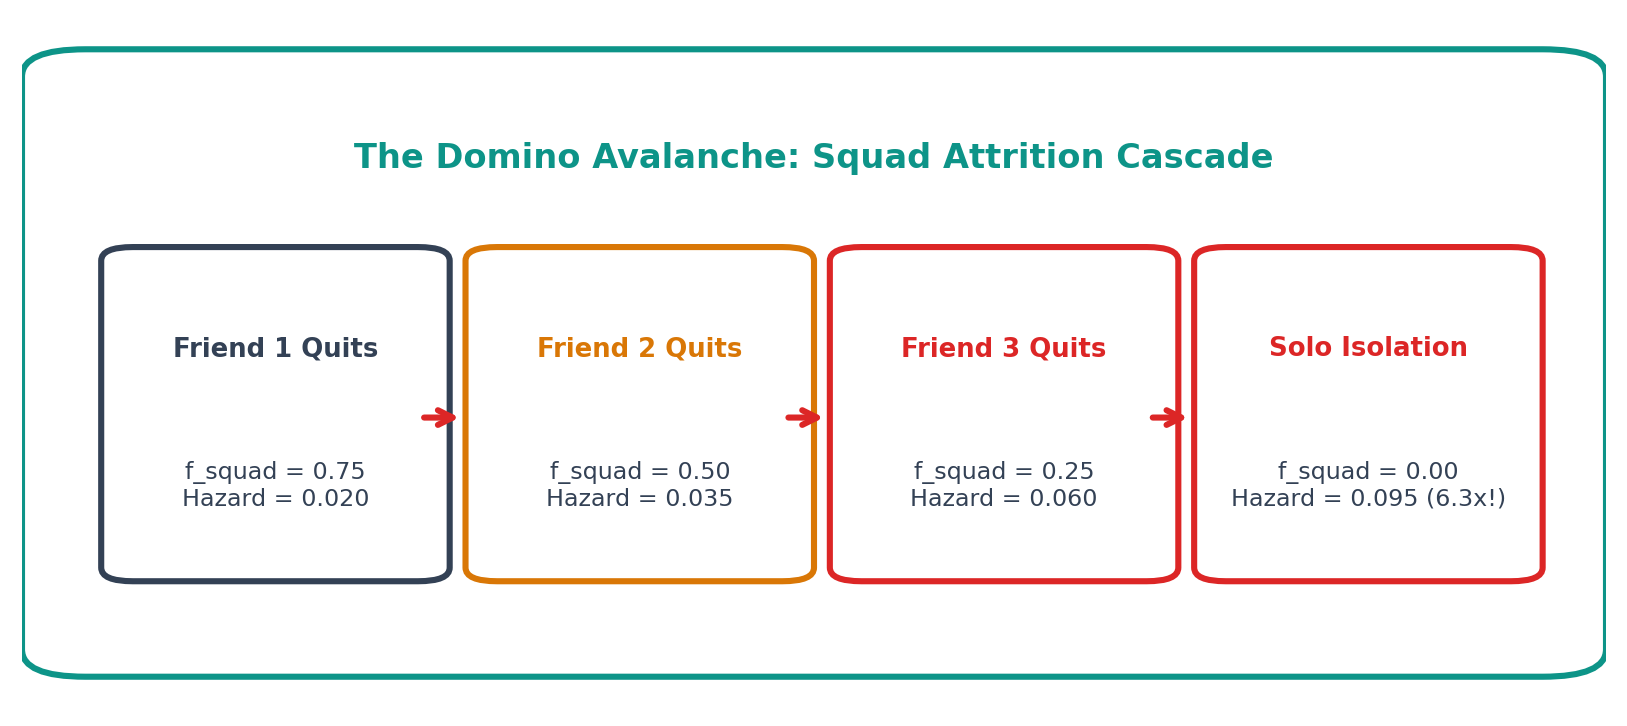 The Domino Avalanche: Squad Attrition Cascade
Friend 1 Quits
f_squad = 0.75
Hazard = 0.020
Friend 2 Quits
f_squad = 0.50
Hazard = 0.035
Friend 3 Quits
f_squad = 0.25
Hazard = 0.060
Solo Isolation
f_squad = 0.00
Hazard = 0.095 (6.3x!)